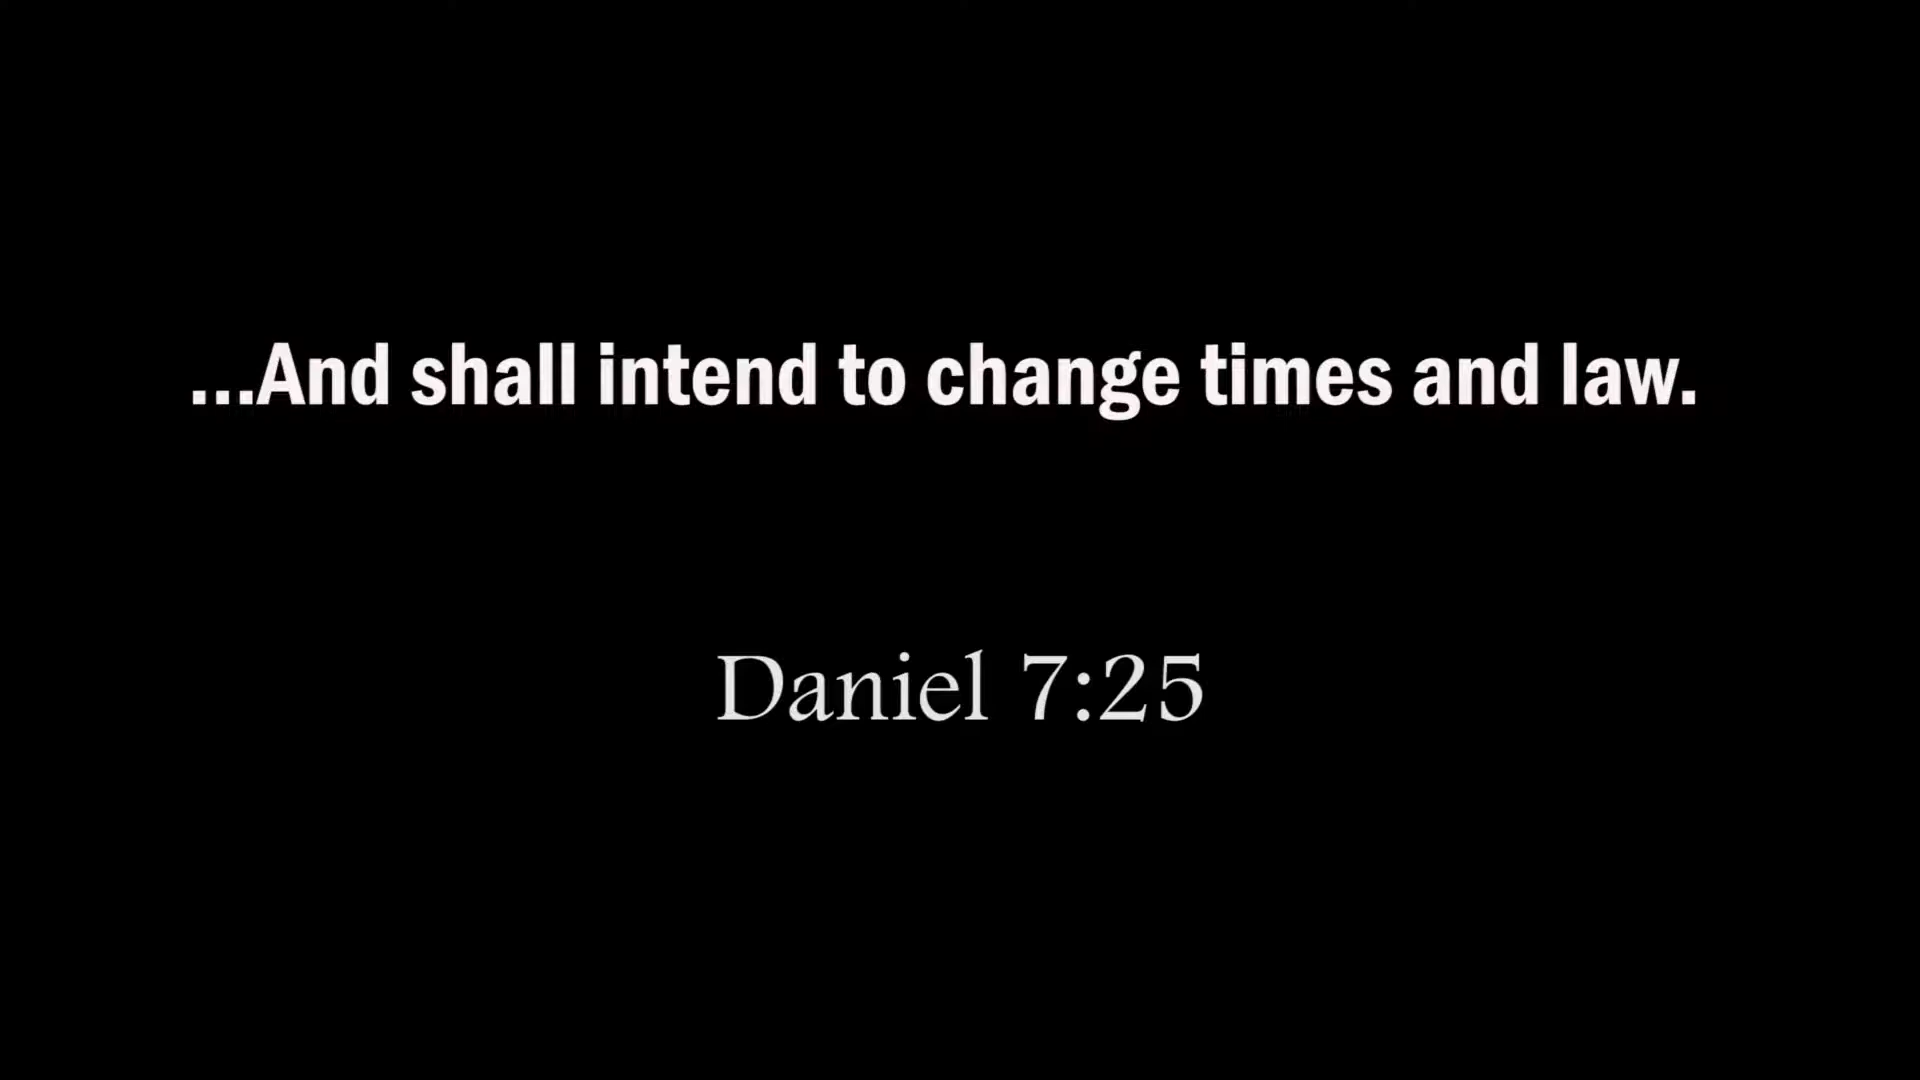 ...And shall intend to change times and law.
Daniel 7:25